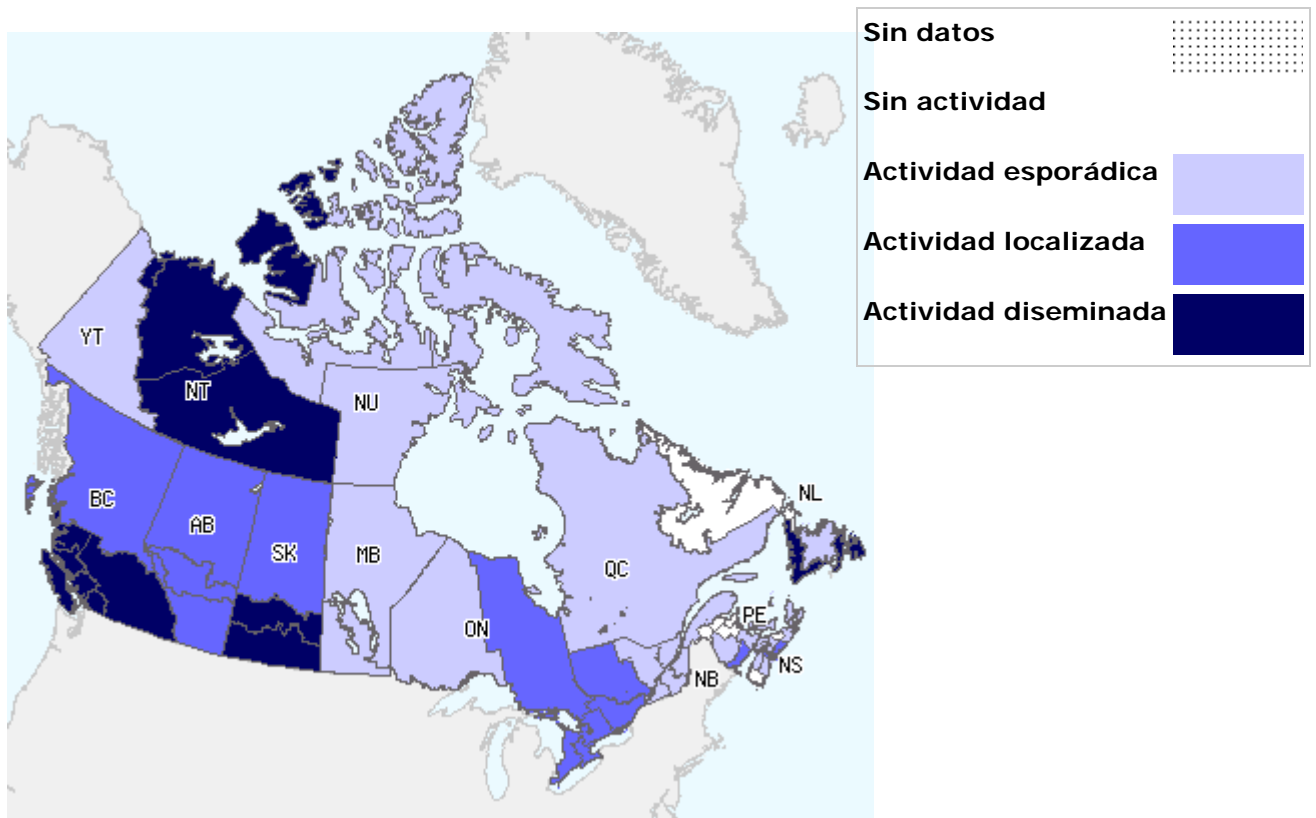 Sin datos
Sin actividad
Actividad esporádica
Actividad localizada
Actividad diseminada
YT
NT
NU
BC
AB
SK
MB
ON
QC
NL
PE
NB
NS